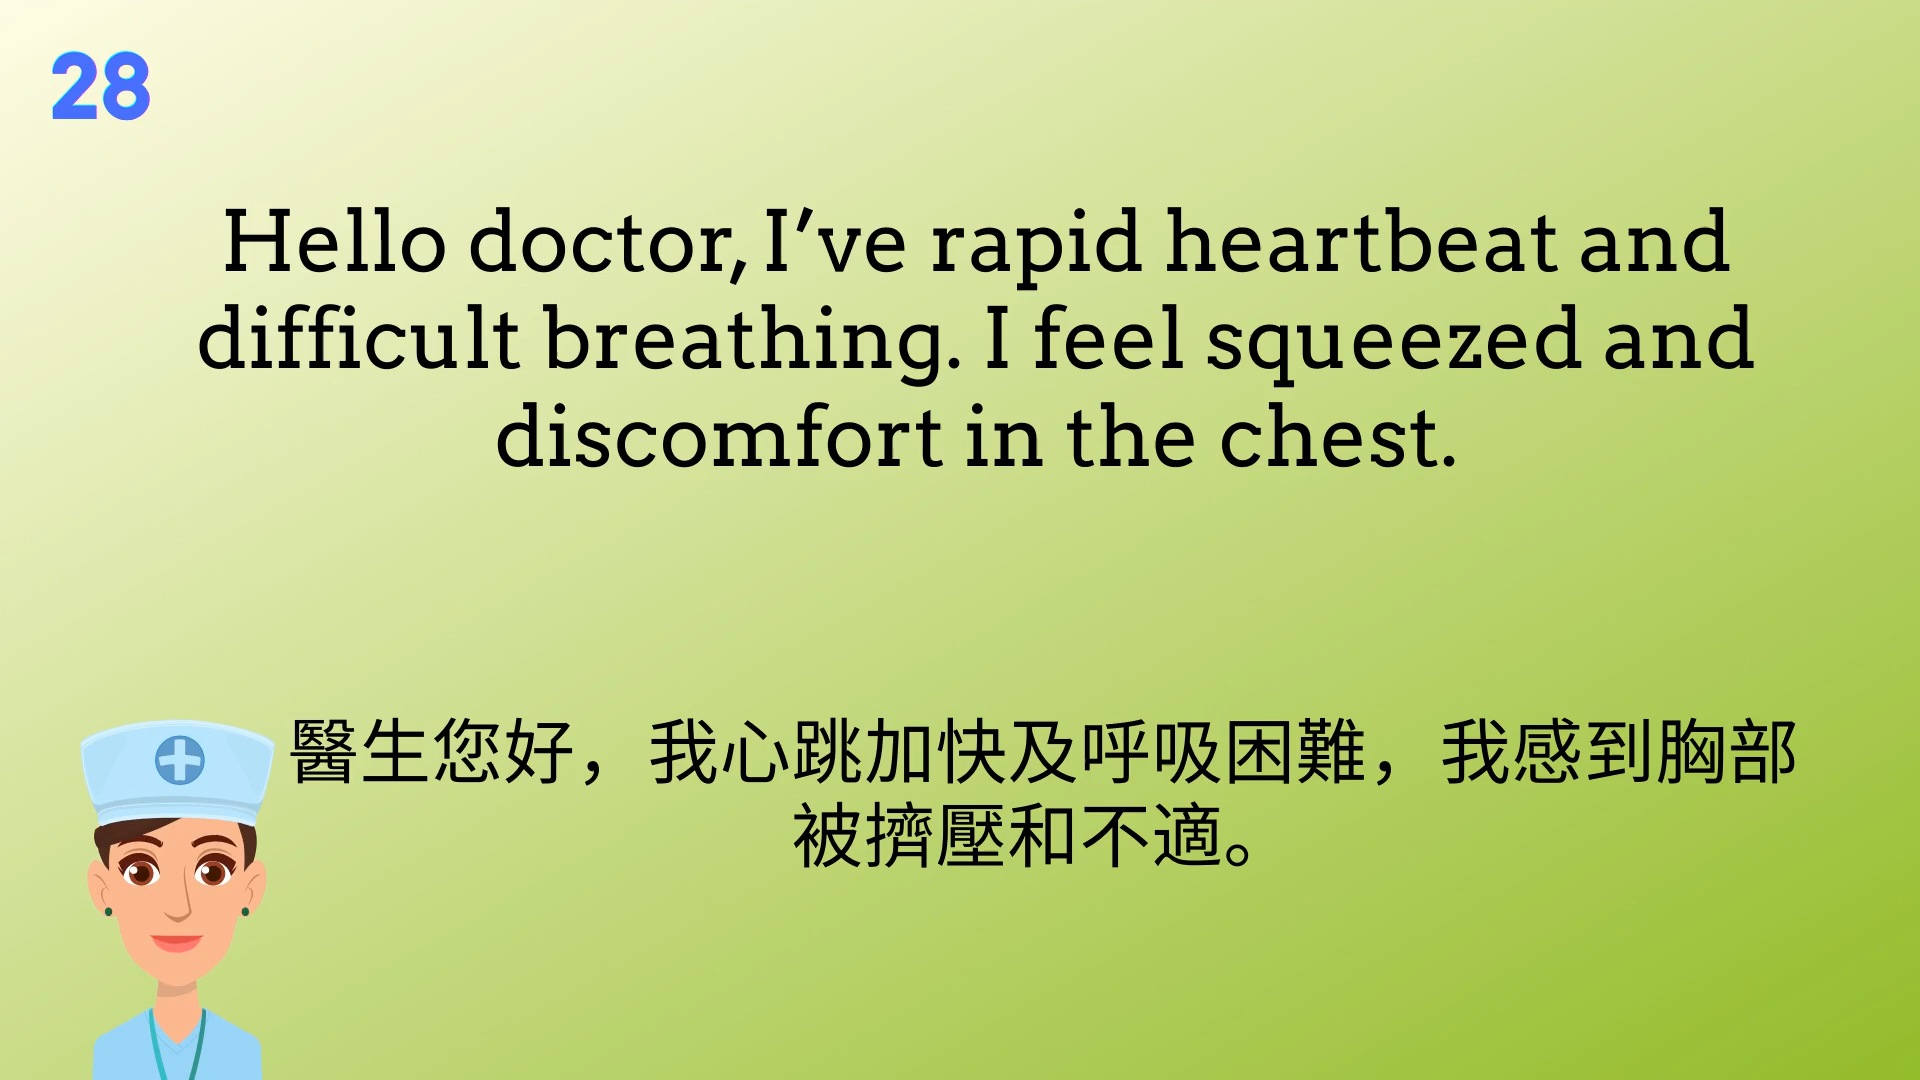 28
Hello doctor, I’ve rapid heartbeat and
difficult breathing. I feel squeezed and
discomfort in the chest.
醫生您好，我心跳加快及呼吸困難，我感到胸部
被擠壓和不適。